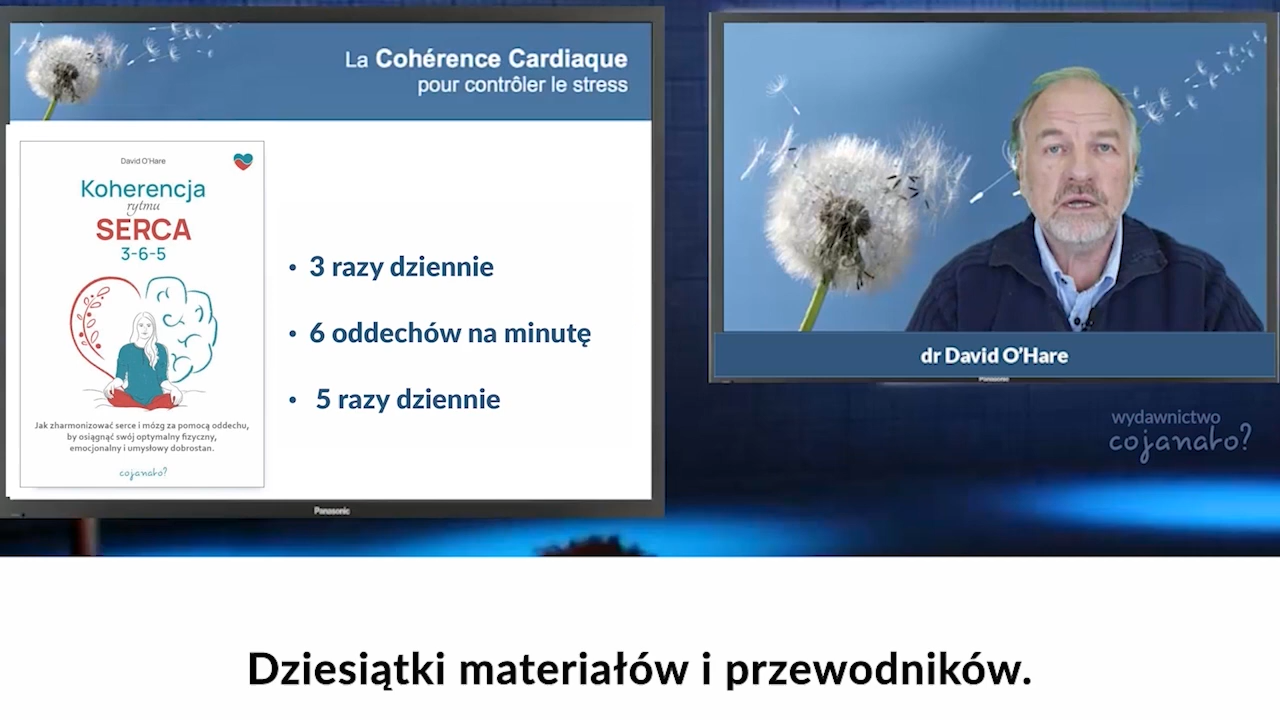 La Cohérence Cardiaque
pour contrôler le stress
David O'Hare
Koherencja
rytmu
SERCA
3-6-5
Jak zharmonizować serce i mózg za pomocą oddechu,
by osiągnąć swój optymalny fizyczny,
emocjonalny i umysłowy dobrostan.
cojanato?
• 3 razy dziennie
• 6 oddechów na minutę
• 5 razy dziennie
Panasonic
dr David O'Hare
Panasonic
wydawnictwo
cojanato?
Dziesiątki materiałów i przewodników.